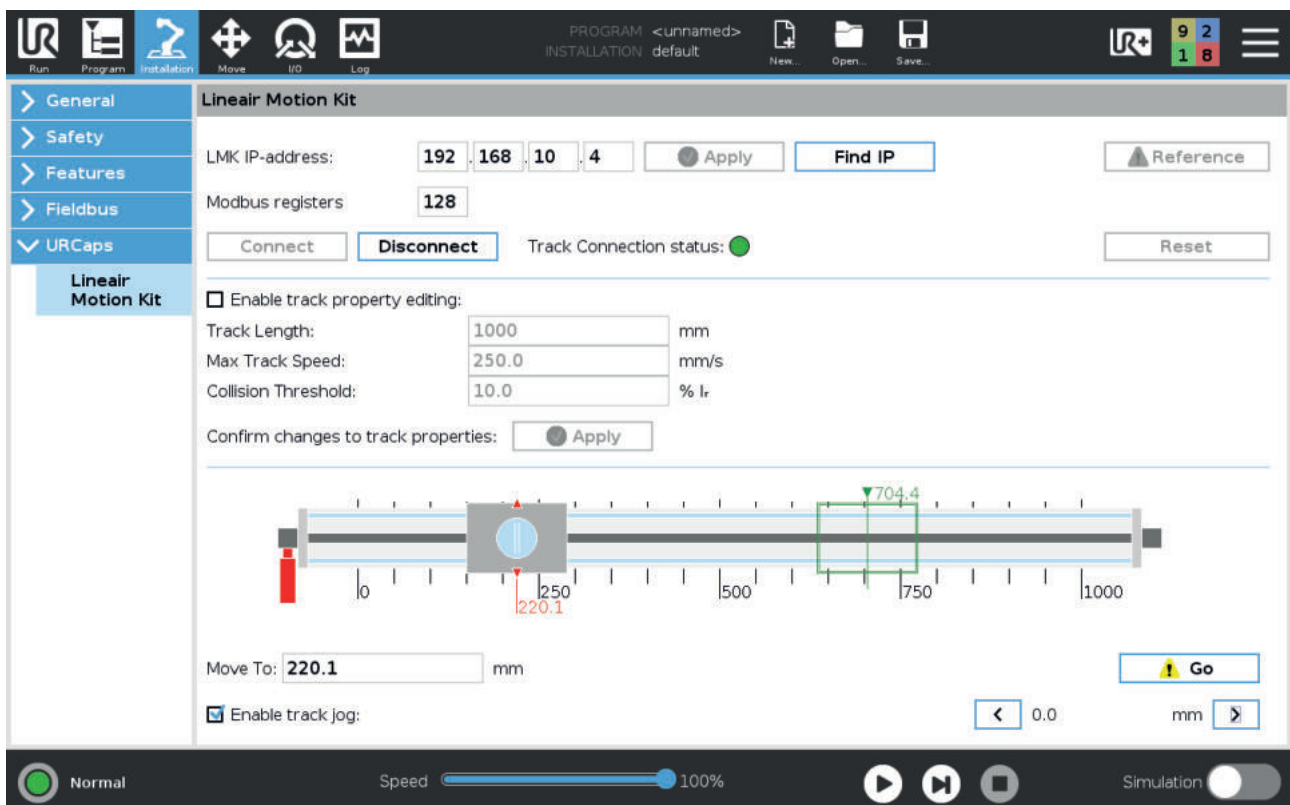 PROGRAM <unnamed>
INSTALLATION default
UR+
9 2
1 8
Run Program Installation Move I/O Log New... Open... Save...
General
Safety
Features
Fieldbus
URCaps
Lineair
Motion Kit
Lineair Motion Kit
LMK IP-address: 192 . 168 . 10 . 4 Apply Find IP Reference
Modbus registers 128
Connect Disconnect Track Connection status: Reset
Enable track property editing:
Track Length: 1000 mm
Max Track Speed: 250.0 mm/s
Collision Threshold: 10.0 % Ir
Confirm changes to track properties: Apply
704.4
0 250 500 750 1000
220.1
Move To: 220.1 mm Go
Enable track jog: < 0.0 mm >
Normal Speed 100% Simulation